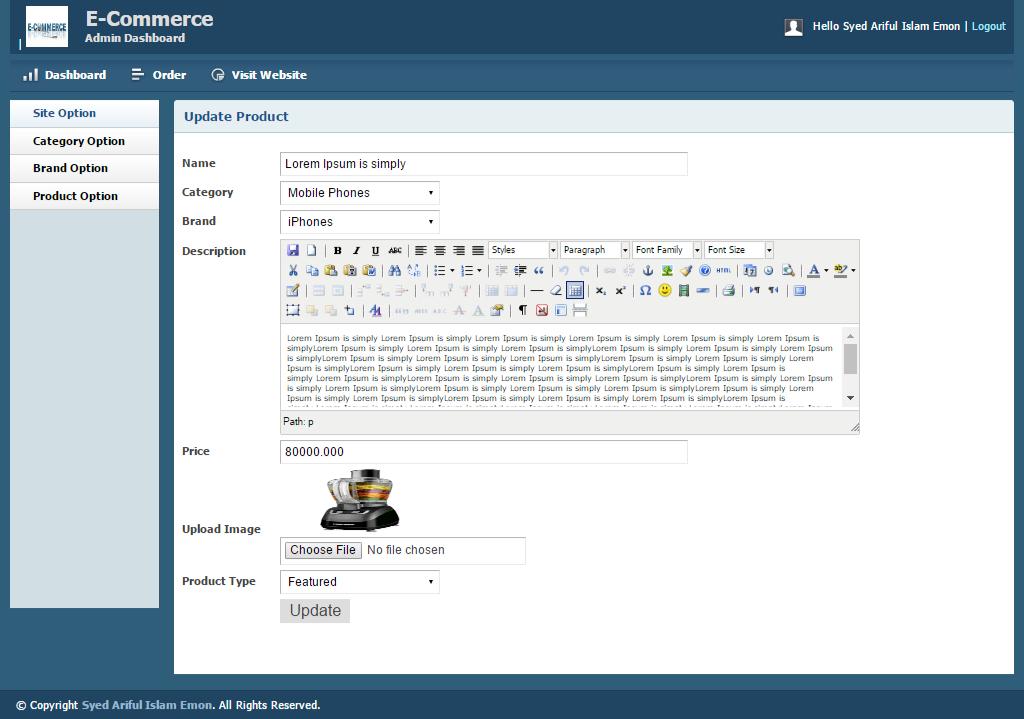 E-COMMERCE
E-Commerce
Admin Dashboard
Hello Syed Ariful Islam Emon | Logout
Dashboard Order Visit Website
Site Option
Category Option
Brand Option
Product Option
Update Product
Name Lorem Ipsum is simply
Category Mobile Phones
Brand iPhones
Description
B I U ABC Styles Paragraph Font Family Font Size
HTML
Lorem Ipsum is simply Lorem Ipsum is simply Lorem Ipsum is simply Lorem Ipsum is simply Lorem Ipsum is simply Lorem Ipsum is
simplyLorem Ipsum is simply Lorem Ipsum is simply Lorem Ipsum is simplyLorem Ipsum is simply Lorem Ipsum is simply Lorem Ipsum
is simplyLorem Ipsum is simply Lorem Ipsum is simply Lorem Ipsum is simplyLorem Ipsum is simply Lorem Ipsum is simply Lorem
Ipsum is simplyLorem Ipsum is simply Lorem Ipsum is simply Lorem Ipsum is simplyLorem Ipsum is simply Lorem Ipsum is
simply Lorem Ipsum is simplyLorem Ipsum is simply Lorem Ipsum is simply Lorem Ipsum is simplyLorem Ipsum is simply Lorem Ipsum
is simply Lorem Ipsum is simplyLorem Ipsum is simply Lorem Ipsum is simply Lorem Ipsum is simplyLorem Ipsum is simply Lorem
Ipsum is simply Lorem Ipsum is simplyLorem Ipsum is simply Lorem Ipsum is simply Lorem Ipsum is simplyLorem Ipsum is
Path: p
Price 80000.000
Upload Image
Choose File No file chosen
Product Type Featured
Update
© Copyright Syed Ariful Islam Emon. All Rights Reserved.